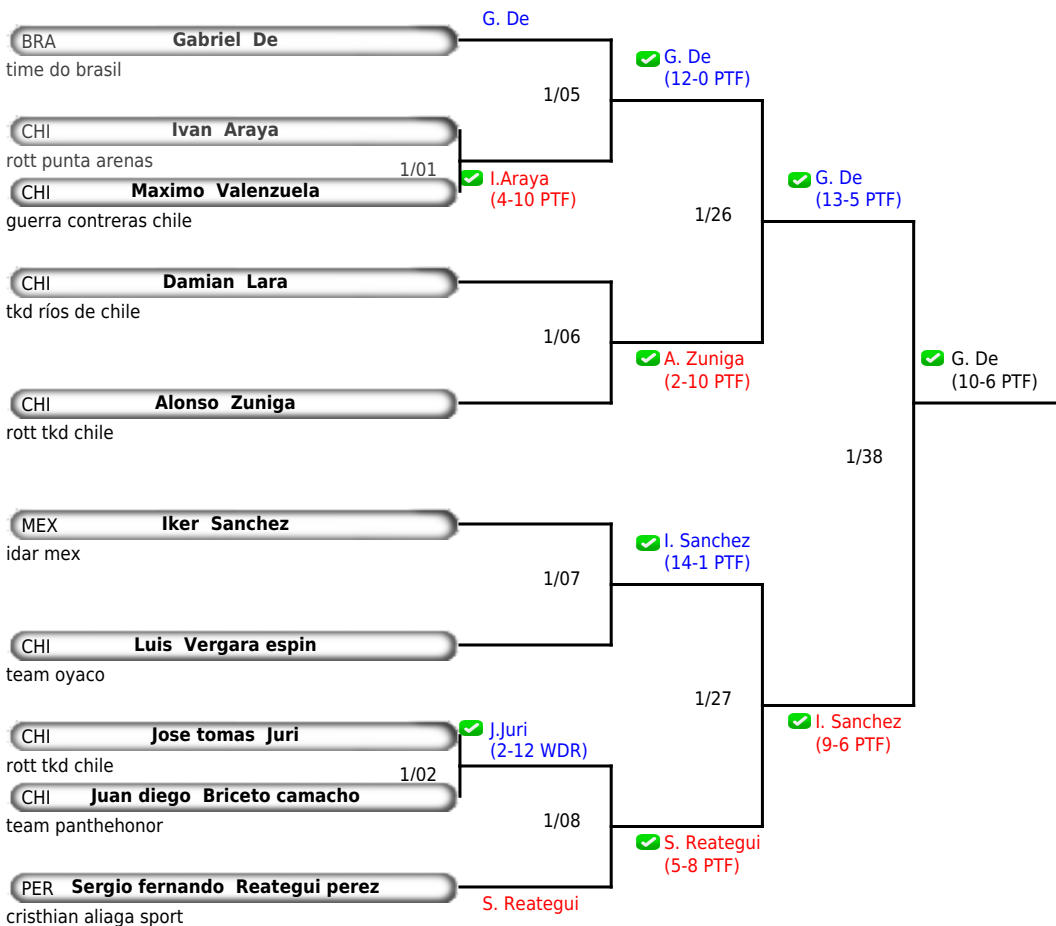 G. De
BRA Gabriel De
time do brasil
G. De
(12-0 PTF)
1/05
CHI Ivan Araya
rott punta arenas
1/01
I.Araya
(4-10 PTF)
CHI Maximo Valenzuela
guerra contreras chile
G. De
(13-5 PTF)
1/26
CHI Damian Lara
tkd ríos de chile
1/06
A. Zuniga
(2-10 PTF)
G. De
(10-6 PTF)
CHI Alonso Zuniga
rott tkd chile
1/38
MEX Iker Sanchez
idar mex
I. Sanchez
(14-1 PTF)
1/07
CHI Luis Vergara espin
team oyaco
1/27
I. Sanchez
(9-6 PTF)
CHI Jose tomas Juri
rott tkd chile
J.Juri
(2-12 WDR)
1/02
CHI Juan diego Briceto camacho
team panthehonor
1/08
S. Reategui
(5-8 PTF)
PER Sergio fernando Reategui perez
cristhian aliaga sport
S. Reategui